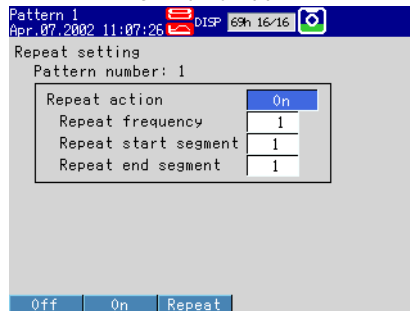 Pattern 1
Apr.07.2002 11:07:26 DISP 69h 16/16
Repeat setting
Pattern number: 1
Repeat action On
Repeat frequency 1
Repeat start segment 1
Repeat end segment 1
Off On Repeat